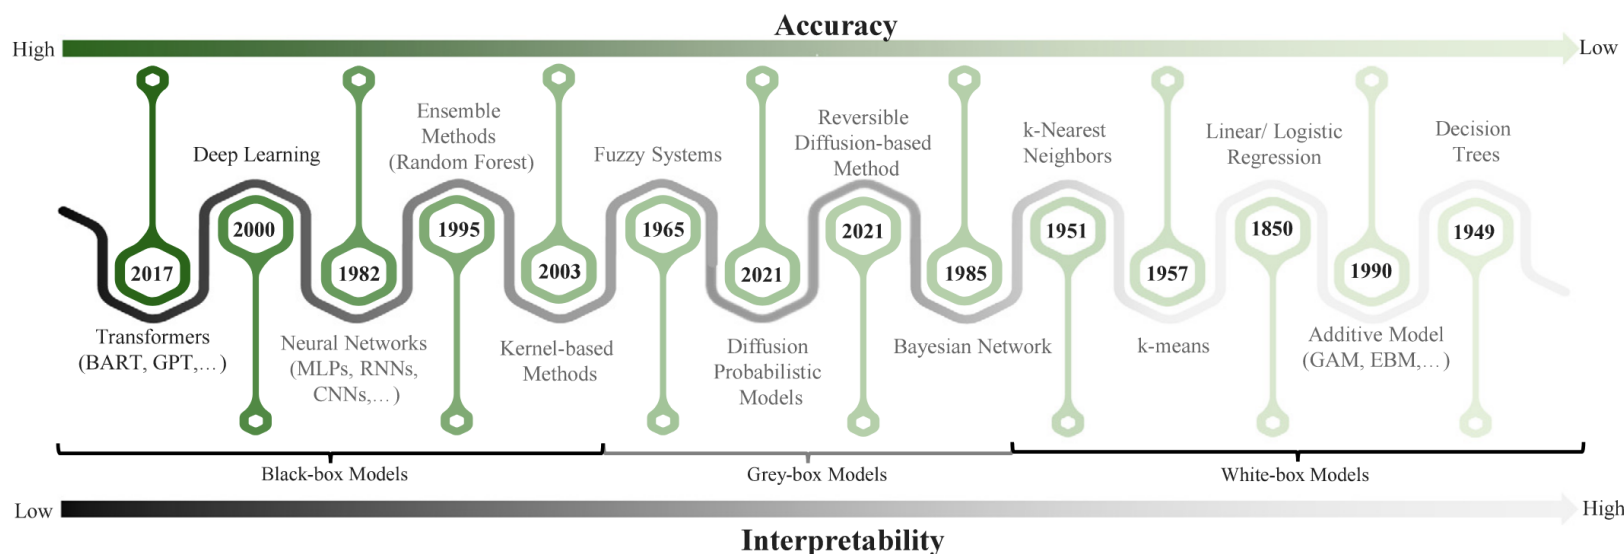 Accuracy
High
Low
Deep Learning
Ensemble
Methods
(Random Forest)
Fuzzy Systems
Reversible
Diffusion-based
Method
k-Nearest
Neighbors
Linear/ Logistic
Regression
Decision
Trees
2017
2000
1982
1995
2003
1965
2021
2021
1985
1951
1957
1850
1990
1949
Transformers
(BART, GPT,...)
Neural Networks
(MLPs, RNNs,
CNNs,...)
Kernel-based
Methods
Diffusion
Probabilistic
Models
Bayesian Network
k-means
Additive Model
(GAM, EBM,...)
Black-box Models
Grey-box Models
White-box Models
Low
High
Interpretability